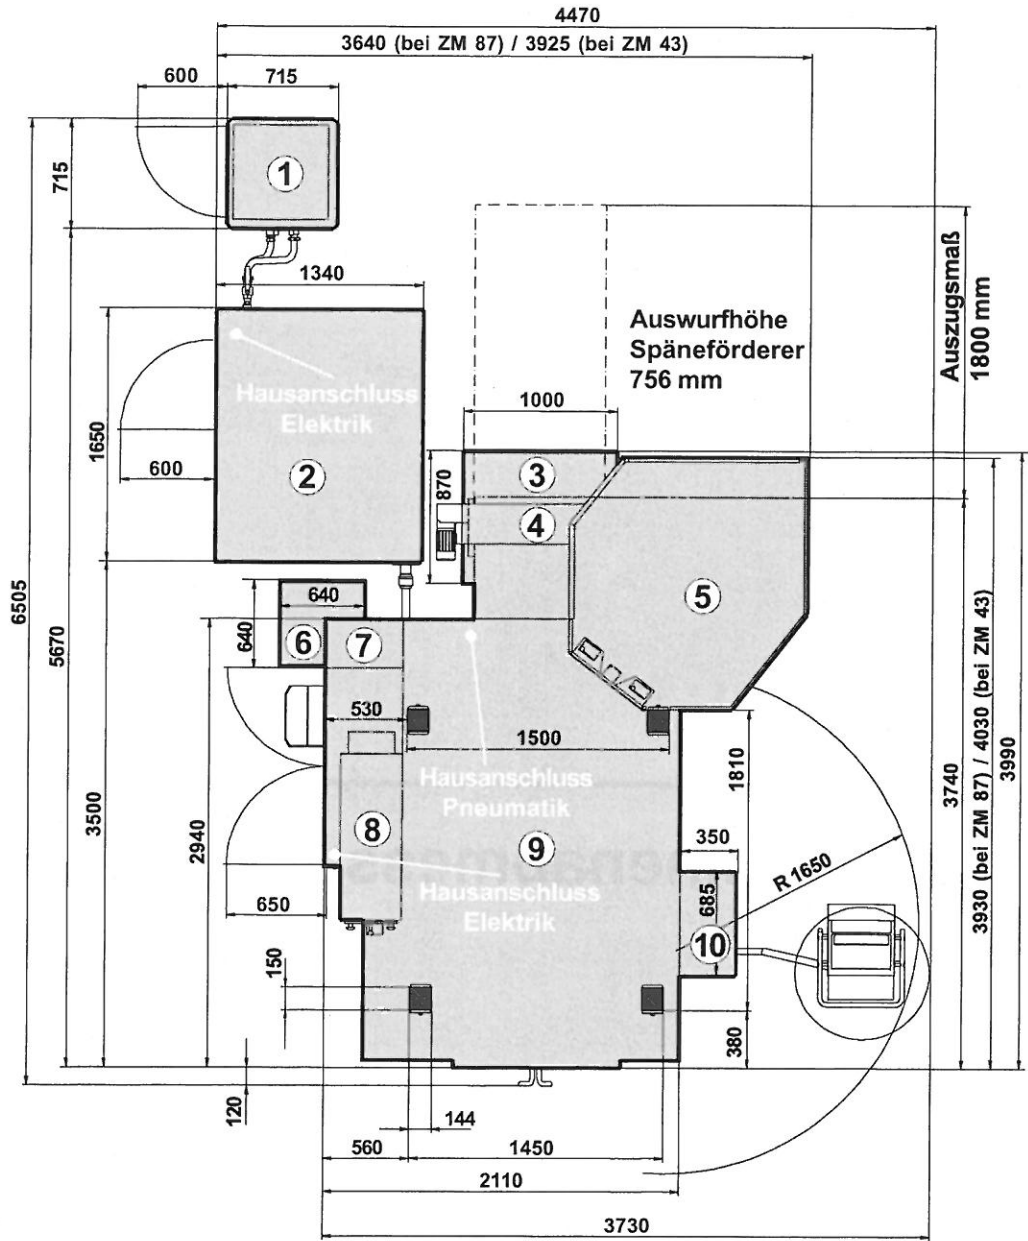 4470
3640 (bei ZM 87) / 3925 (bei ZM 43)
600
715
715
1
1340
Auszugsmaß
1800 mm
Auswurfhöhe
Späneförderer
756 mm
Hausanschluss
Elektrik
1000
1650
600
2
3
870
4
5
6505
5670
640
640
6
7
530
1500
Hausanschluss
Pneumatik
1810
3740
3930 (bei ZM 87) / 4030 (bei ZM 43)
3990
3500
2940
8
9
350
R 1650
Hausanschluss
Elektrik
685
650
10
150
380
120
144
560
1450
2110
3730